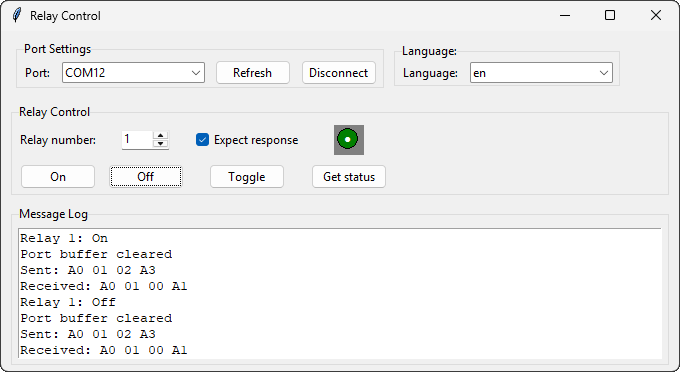 Relay Control
Port Settings
Port: COM12 Refresh Disconnect
Language:
Language: en
Relay Control
Relay number: 1 Expect response
On Off Toggle Get status
Message Log
Relay 1: On
Port buffer cleared
Sent: A0 01 02 A3
Received: A0 01 00 A1
Relay 1: Off
Port buffer cleared
Sent: A0 01 02 A3
Received: A0 01 00 A1